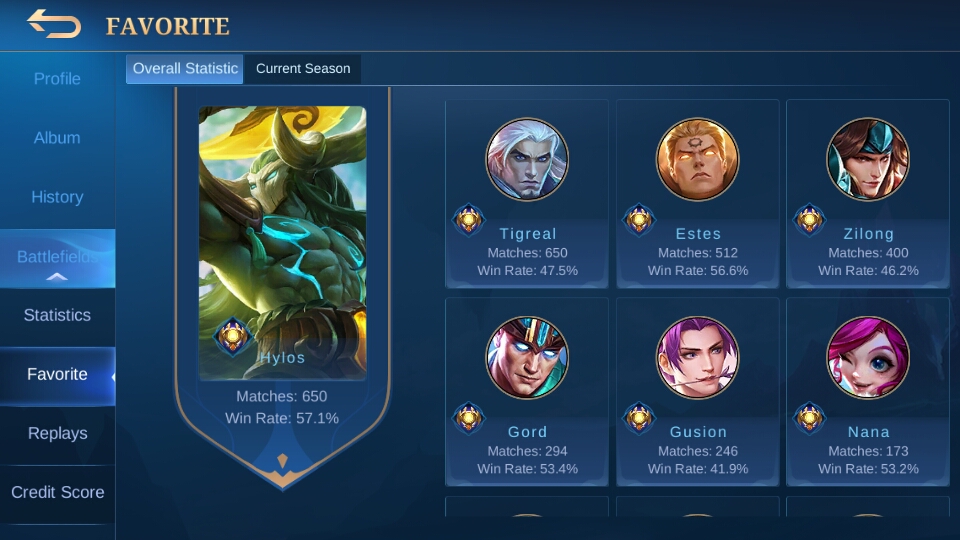 FAVORITE
Profile
Album
History
Battlefields
Statistics
Favorite
Replays
Credit Score
Overall Statistic
Current Season
Hylos
Matches: 650
Win Rate: 57.1%
Tigreal
Matches: 650
Win Rate: 47.5%
Estes
Matches: 512
Win Rate: 56.6%
Zilong
Matches: 400
Win Rate: 46.2%
Gord
Matches: 294
Win Rate: 53.4%
Gusion
Matches: 246
Win Rate: 41.9%
Nana
Matches: 173
Win Rate: 53.2%